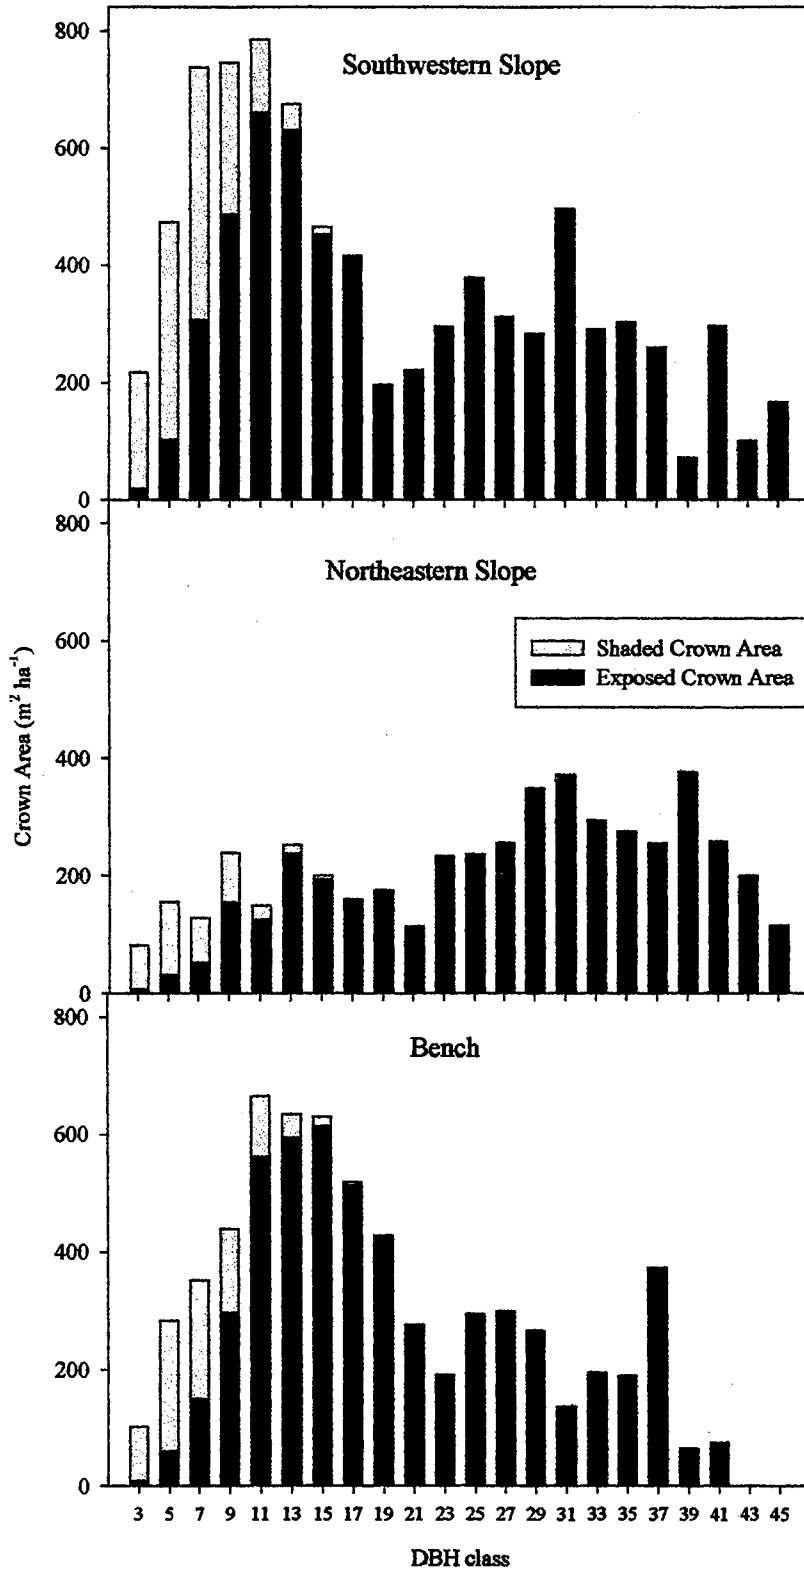 800
Southwestern Slope
600
400
200
0
800
Northeastern Slope
600
Shaded Crown Area
Exposed Crown Area
Crown Area (m² ha⁻¹)
400
200
0
800
Bench
600
400
200
0
3 5 7 9 11 13 15 17 19 21 23 25 27 29 31 33 35 37 39 41 43 45
DBH class